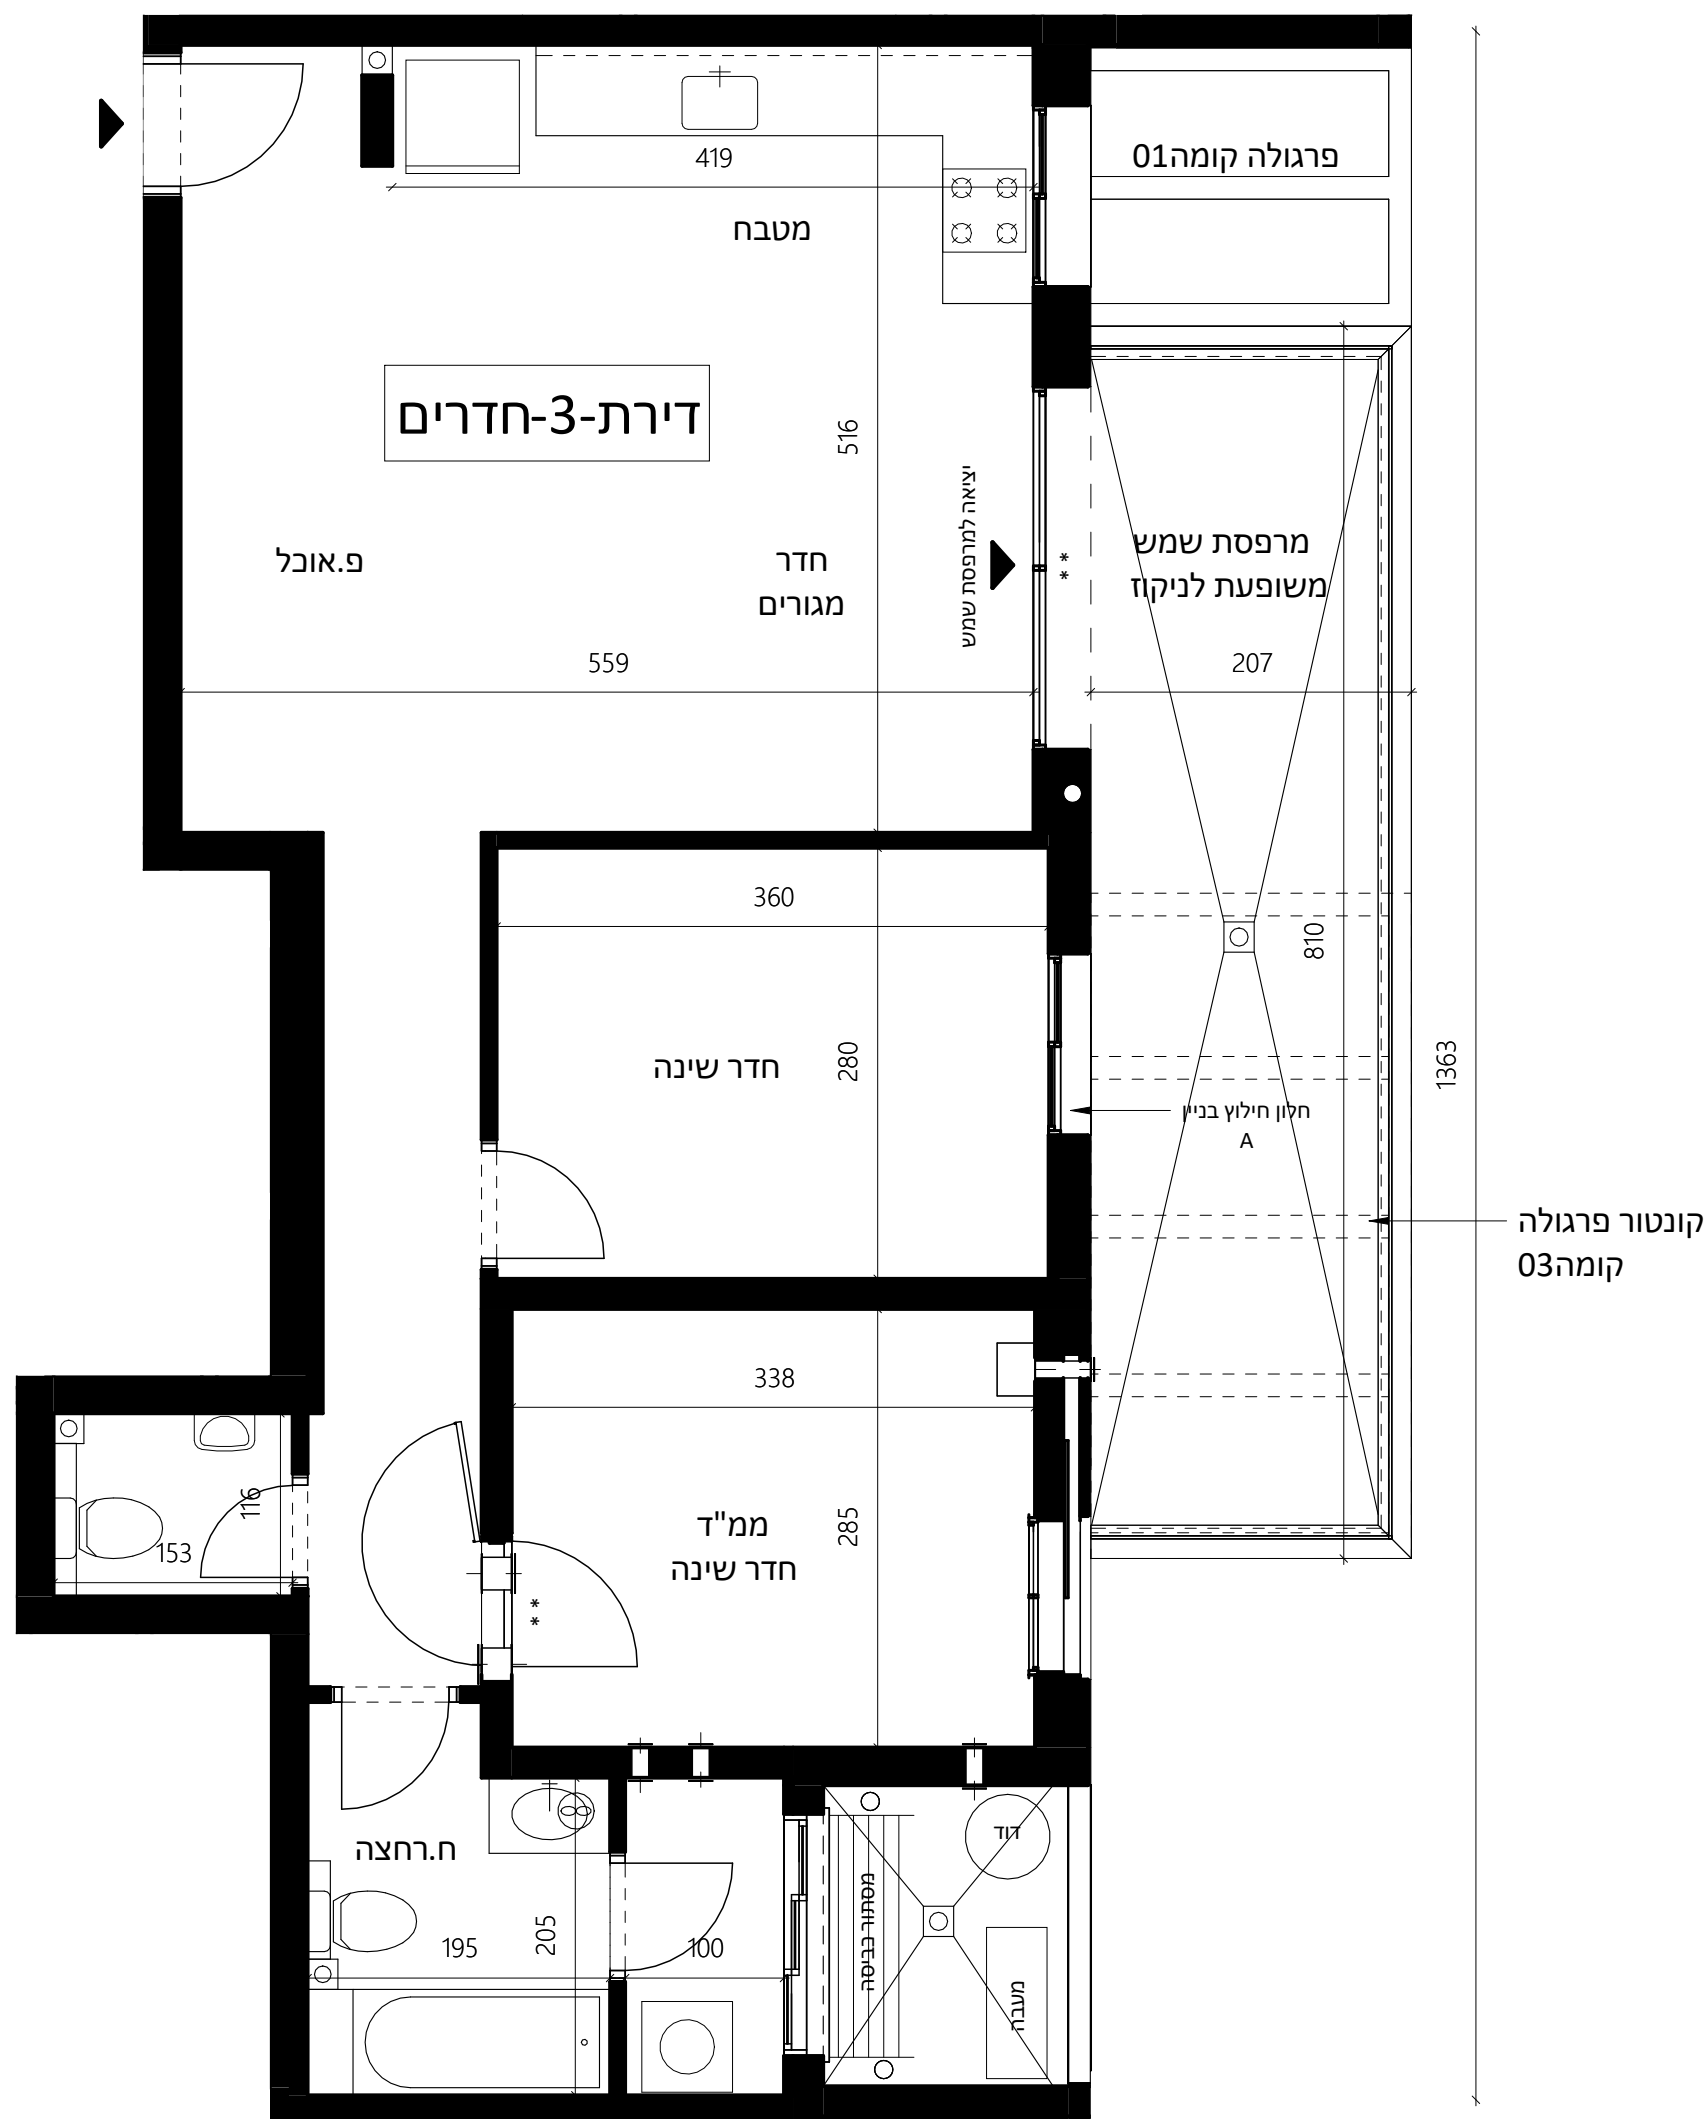 פרגולה קומה01
419
מטבח
דירת-3-חדרים
516
יציאה למרפסת שמש
**
מרפסת שמש
משופעת לניקוז
פ.אוכל
חדר
מגורים
559
207
360
810
280
חדר שינה
1363
חלון חילוץ בניין
A
קונטור פרגולה
קומה03
338
116
153
285
ממ"ד
חדר שינה
**
דוד
ח.רחצה
מסתור כביסה
195
205
100
מעבה